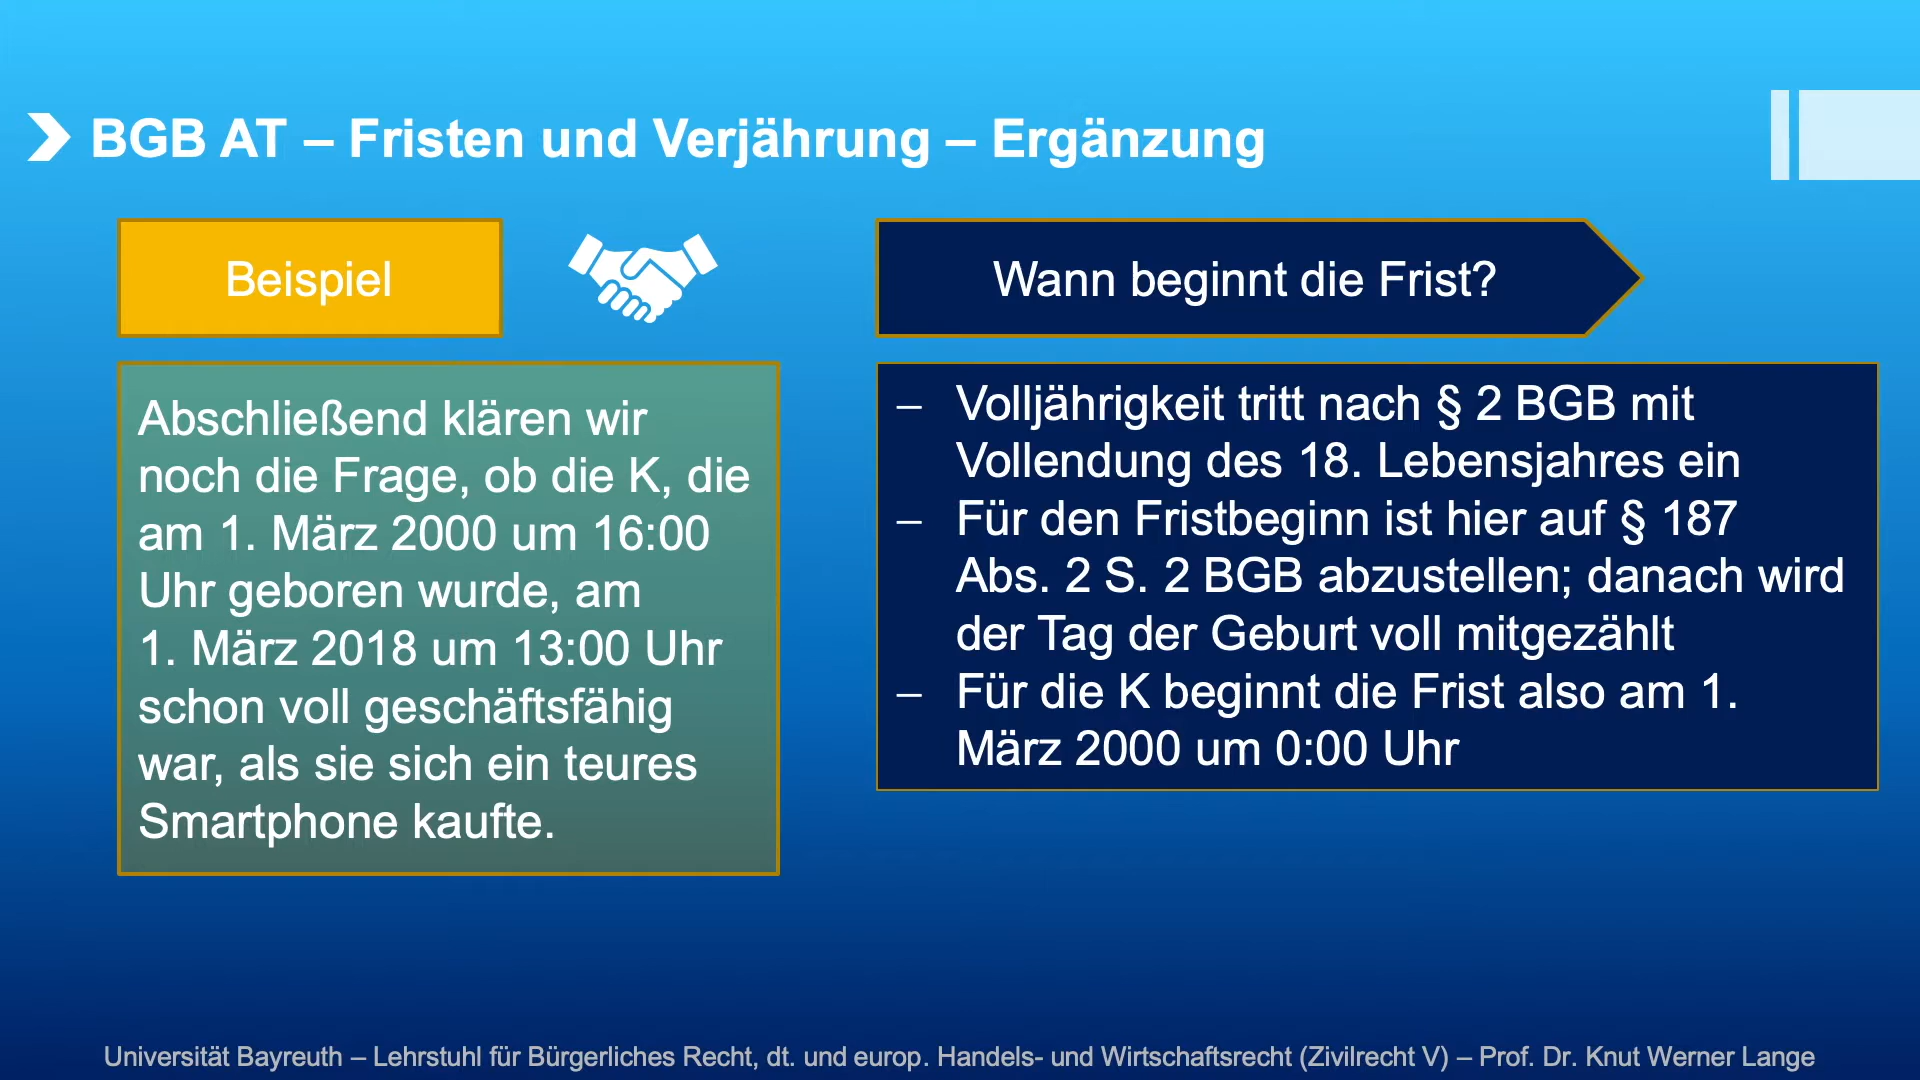 BGB AT – Fristen und Verjährung – Ergänzung
Beispiel
Abschließend klären wir
noch die Frage, ob die K, die
am 1. März 2000 um 16:00
Uhr geboren wurde, am
1. März 2018 um 13:00 Uhr
schon voll geschäftsfähig
war, als sie sich ein teures
Smartphone kaufte.
Wann beginnt die Frist?
– Volljährigkeit tritt nach § 2 BGB mit
Vollendung des 18. Lebensjahres ein
– Für den Fristbeginn ist hier auf § 187
Abs. 2 S. 2 BGB abzustellen; danach wird
der Tag der Geburt voll mitgezählt
– Für die K beginnt die Frist also am 1.
März 2000 um 0:00 Uhr
Universität Bayreuth – Lehrstuhl für Bürgerliches Recht, dt. und europ. Handels- und Wirtschaftsrecht (Zivilrecht V) – Prof. Dr. Knut Werner Lange